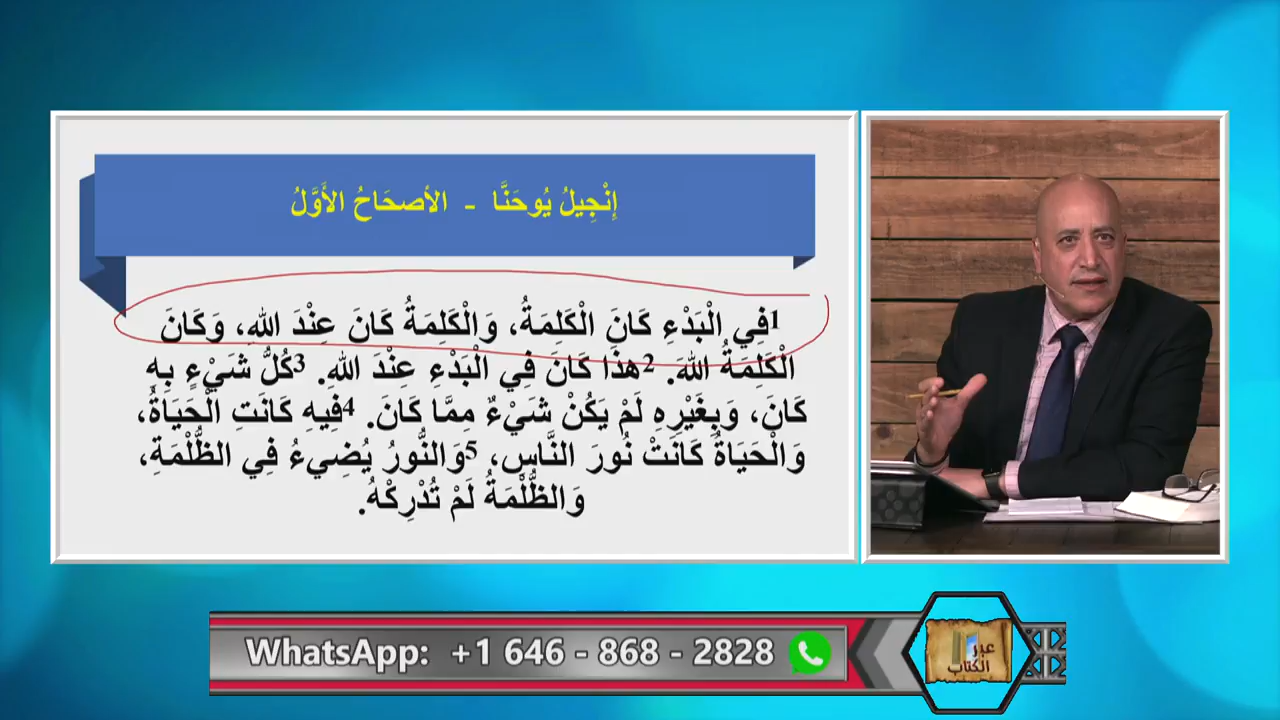 إِنْجِيلُ يُوحَنَّا - الأصحَاحُ الأَوَّلُ
1فِي الْبَدْءِ كَانَ الْكَلِمَةُ، وَالْكَلِمَةُ كَانَ عِنْدَ اللهِ، وَكَانَ
الْكَلِمَةُ اللهَ. 2هذَا كَانَ فِي الْبَدْءِ عِنْدَ اللهِ. 3كُلُّ شَيْءٍ بِهِ
كَانَ، وَبِغَيْرِهِ لَمْ يَكُنْ شَيْءٌ مِمَّا كَانَ. 4فِيهِ كَانَتِ الْحَيَاةُ،
وَالْحَيَاةُ كَانَتْ نُورَ النَّاسِ، 5وَالنُّورُ يُضِيءُ فِي الظُّلْمَةِ،
وَالظُّلْمَةُ لَمْ تُدْرِكْهُ.
WhatsApp: +1 646 - 868 - 2828
عبر
الكتاب